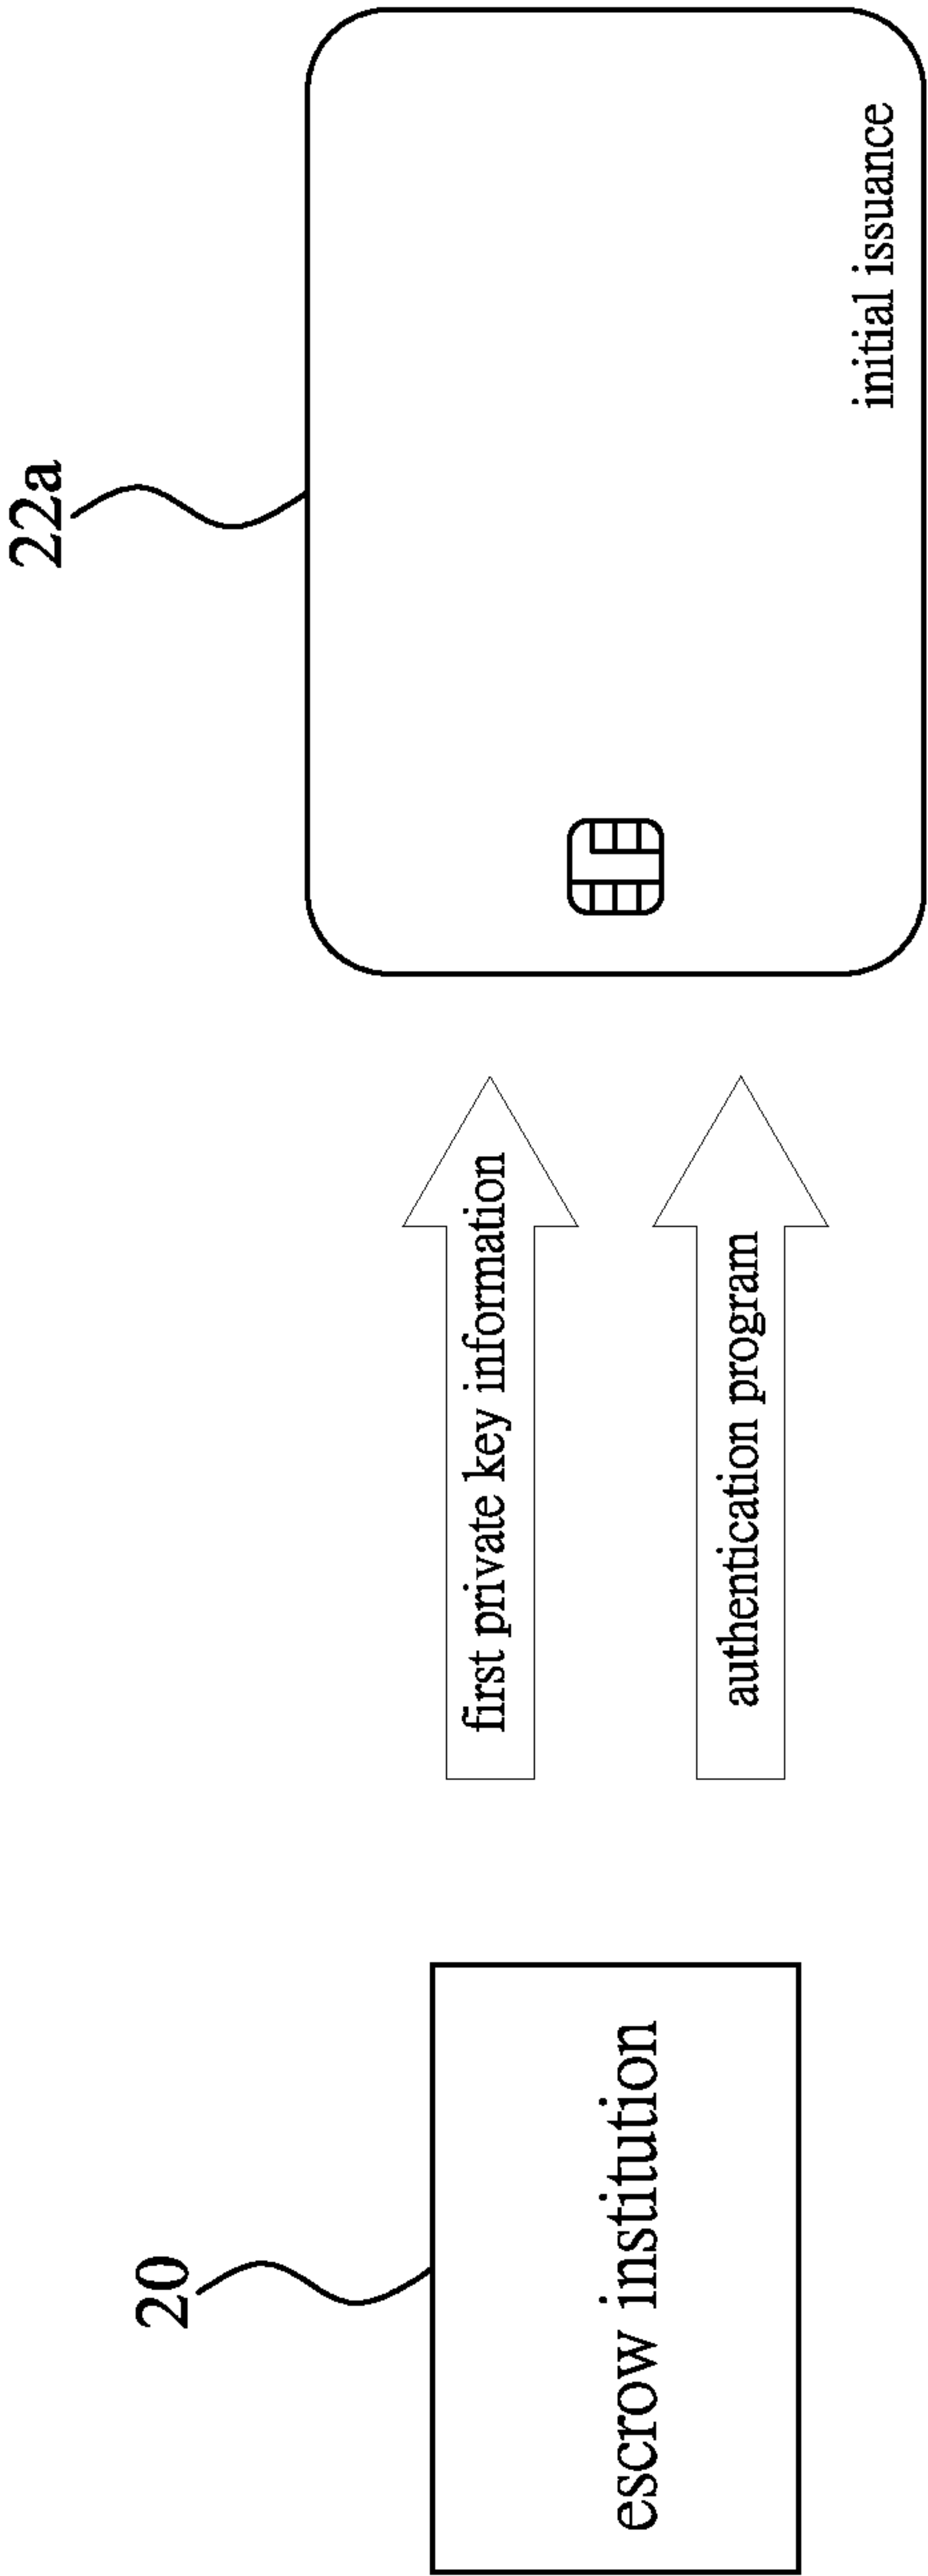 20
escrow institution
first private key information
authentication program
22a
initial issuance